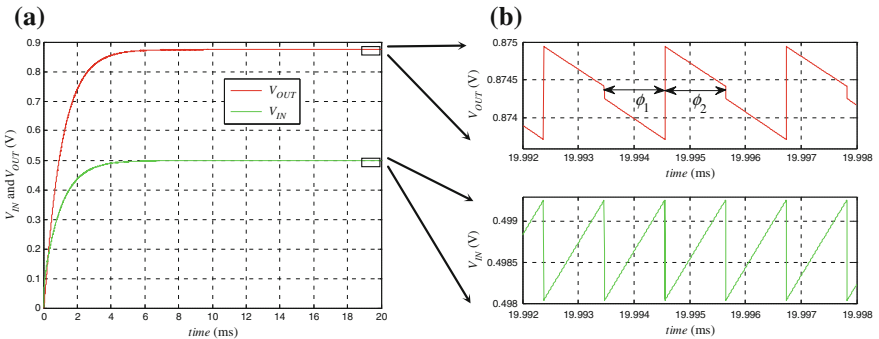 (a)
0.9
0.8
0.7
0.6
0.5
0.4
0.3
0.2
0.1
0
V_IN and V_OUT (V)
V_OUT
V_IN
0 2 4 6 8 10 12 14 16 18 20
time (ms)
(b)
0.875
0.8745
0.874
V_OUT (V)
ϕ1 ϕ2
19.992 19.993 19.994 19.995 19.996 19.997 19.998
time (ms)
0.499
0.4985
0.498
V_IN (V)
19.992 19.993 19.994 19.995 19.996 19.997 19.998
time (ms)